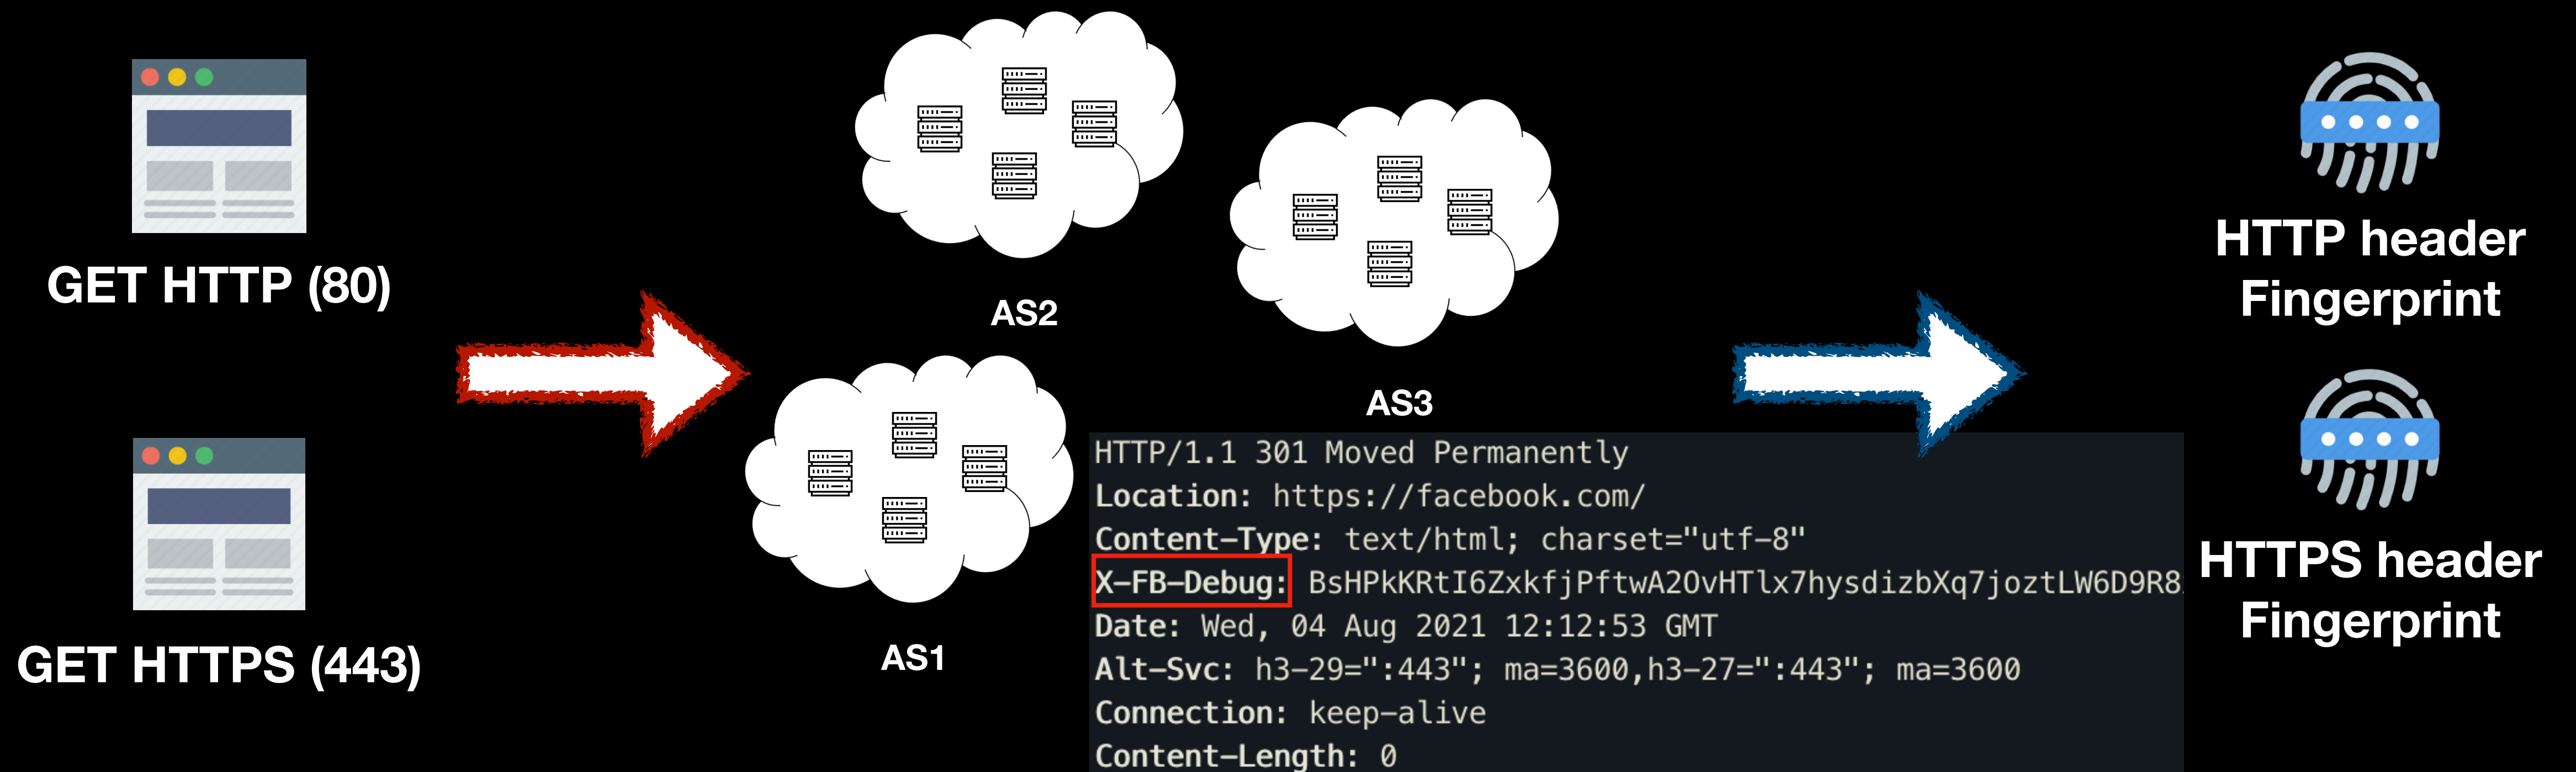 GET HTTP (80)
GET HTTPS (443)
AS2
AS3
AS1
HTTP/1.1 301 Moved Permanently
Location: https://facebook.com/
Content-Type: text/html; charset="utf-8"
X-FB-Debug: BsHPkKRtI6ZxkfjPftwA2OvHTlx7hysdizbXq7joztLW6D9R8
Date: Wed, 04 Aug 2021 12:12:53 GMT
Alt-Svc: h3-29=":443"; ma=3600,h3-27=":443"; ma=3600
Connection: keep-alive
Content-Length: 0
HTTP header
Fingerprint
HTTPS header
Fingerprint